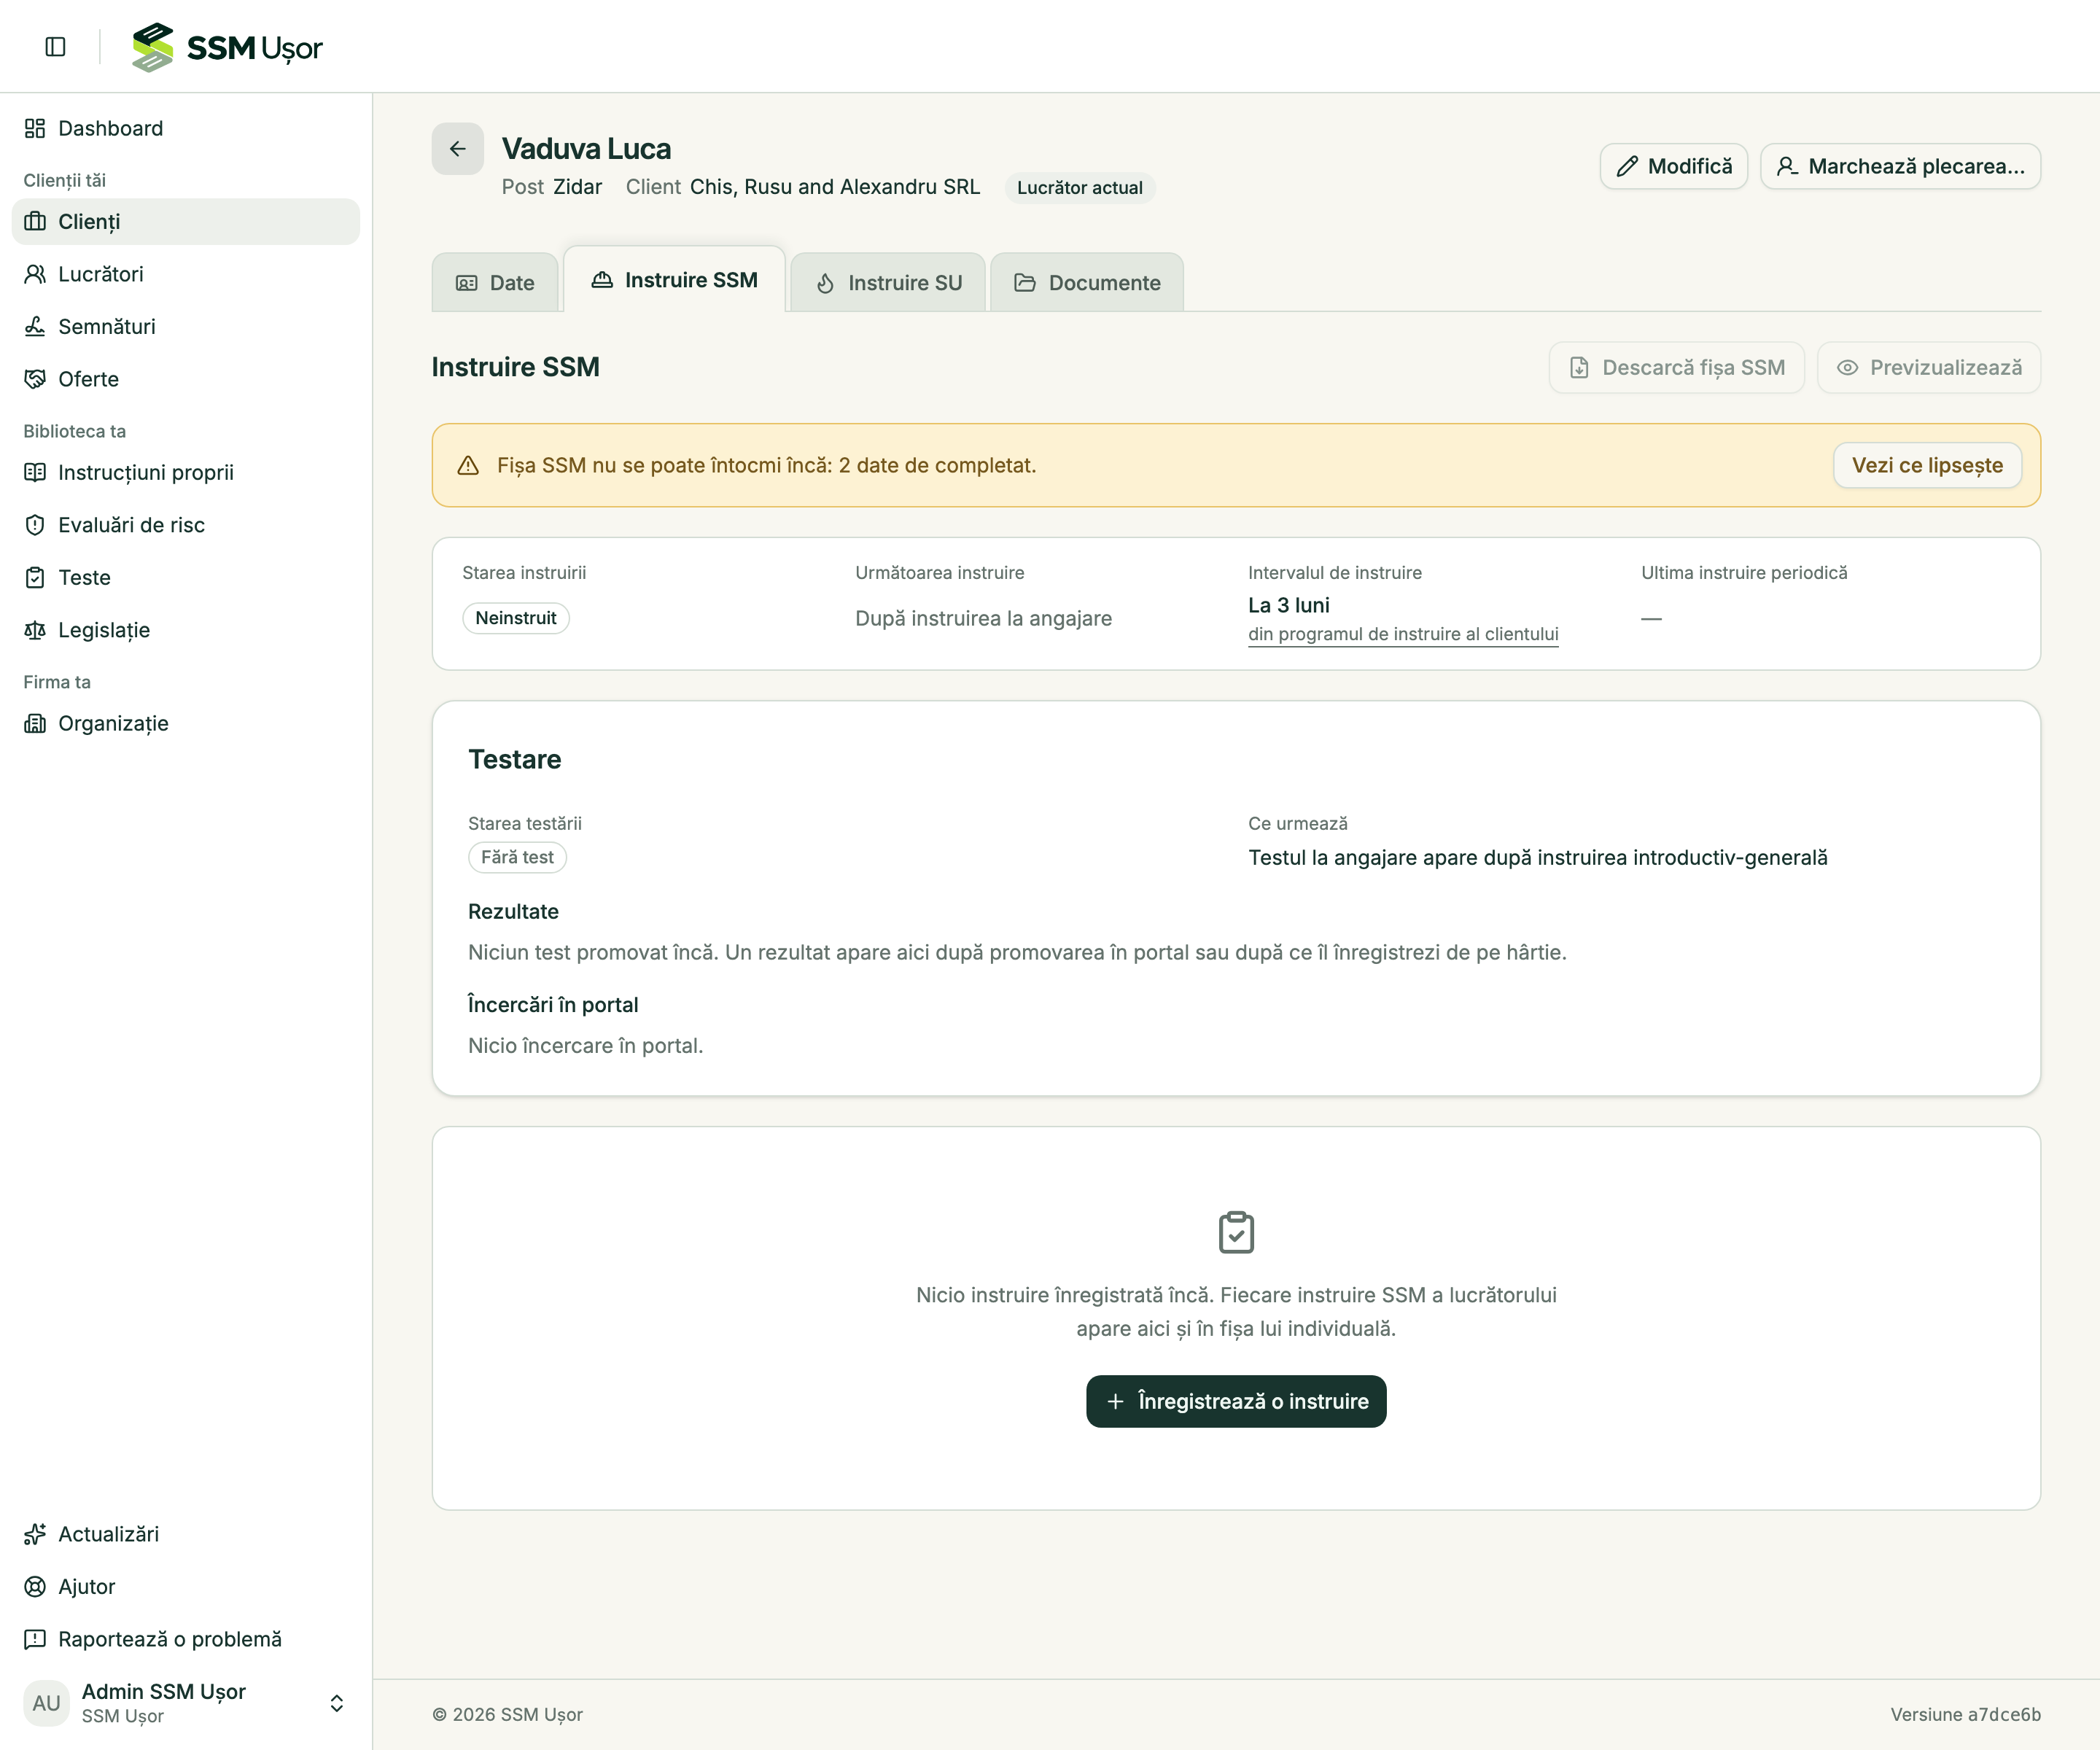 SSM Ușor
Dashboard
Clienții tăi
Clienți
Lucrători
Semnături
Oferte
Biblioteca ta
Instrucțiuni proprii
Evaluări de risc
Teste
Legislație
Firma ta
Organizație
Actualizări
Ajutor
Raportează o problemă
AU
Admin SSM Ușor
SSM Ușor
Vaduva Luca
Post Zidar Client Chis, Rusu and Alexandru SRL Lucrător actual
Modifică
Marchează plecarea...
Date
Instruire SSM
Instruire SU
Documente
Instruire SSM
Descarcă fișa SSM
Previzualizează
Fișa SSM nu se poate întocmi încă: 2 date de completat.
Vezi ce lipsește
Starea instruirii
Neinstruit
Următoarea instruire
După instruirea la angajare
Intervalul de instruire
La 3 luni
din programul de instruire al clientului
Ultima instruire periodică
—
Testare
Starea testării
Fără test
Ce urmează
Testul la angajare apare după instruirea introductiv-generală
Rezultate
Niciun test promovat încă. Un rezultat apare aici după promovarea în portal sau după ce îl înregistrezi de pe hârtie.
Încercări în portal
Nicio încercare în portal.
Nicio instruire înregistrată încă. Fiecare instruire SSM a lucrătorului
apare aici și în fișa lui individuală.
Înregistrează o instruire
© 2026 SSM Ușor
Versiune a7dce6b